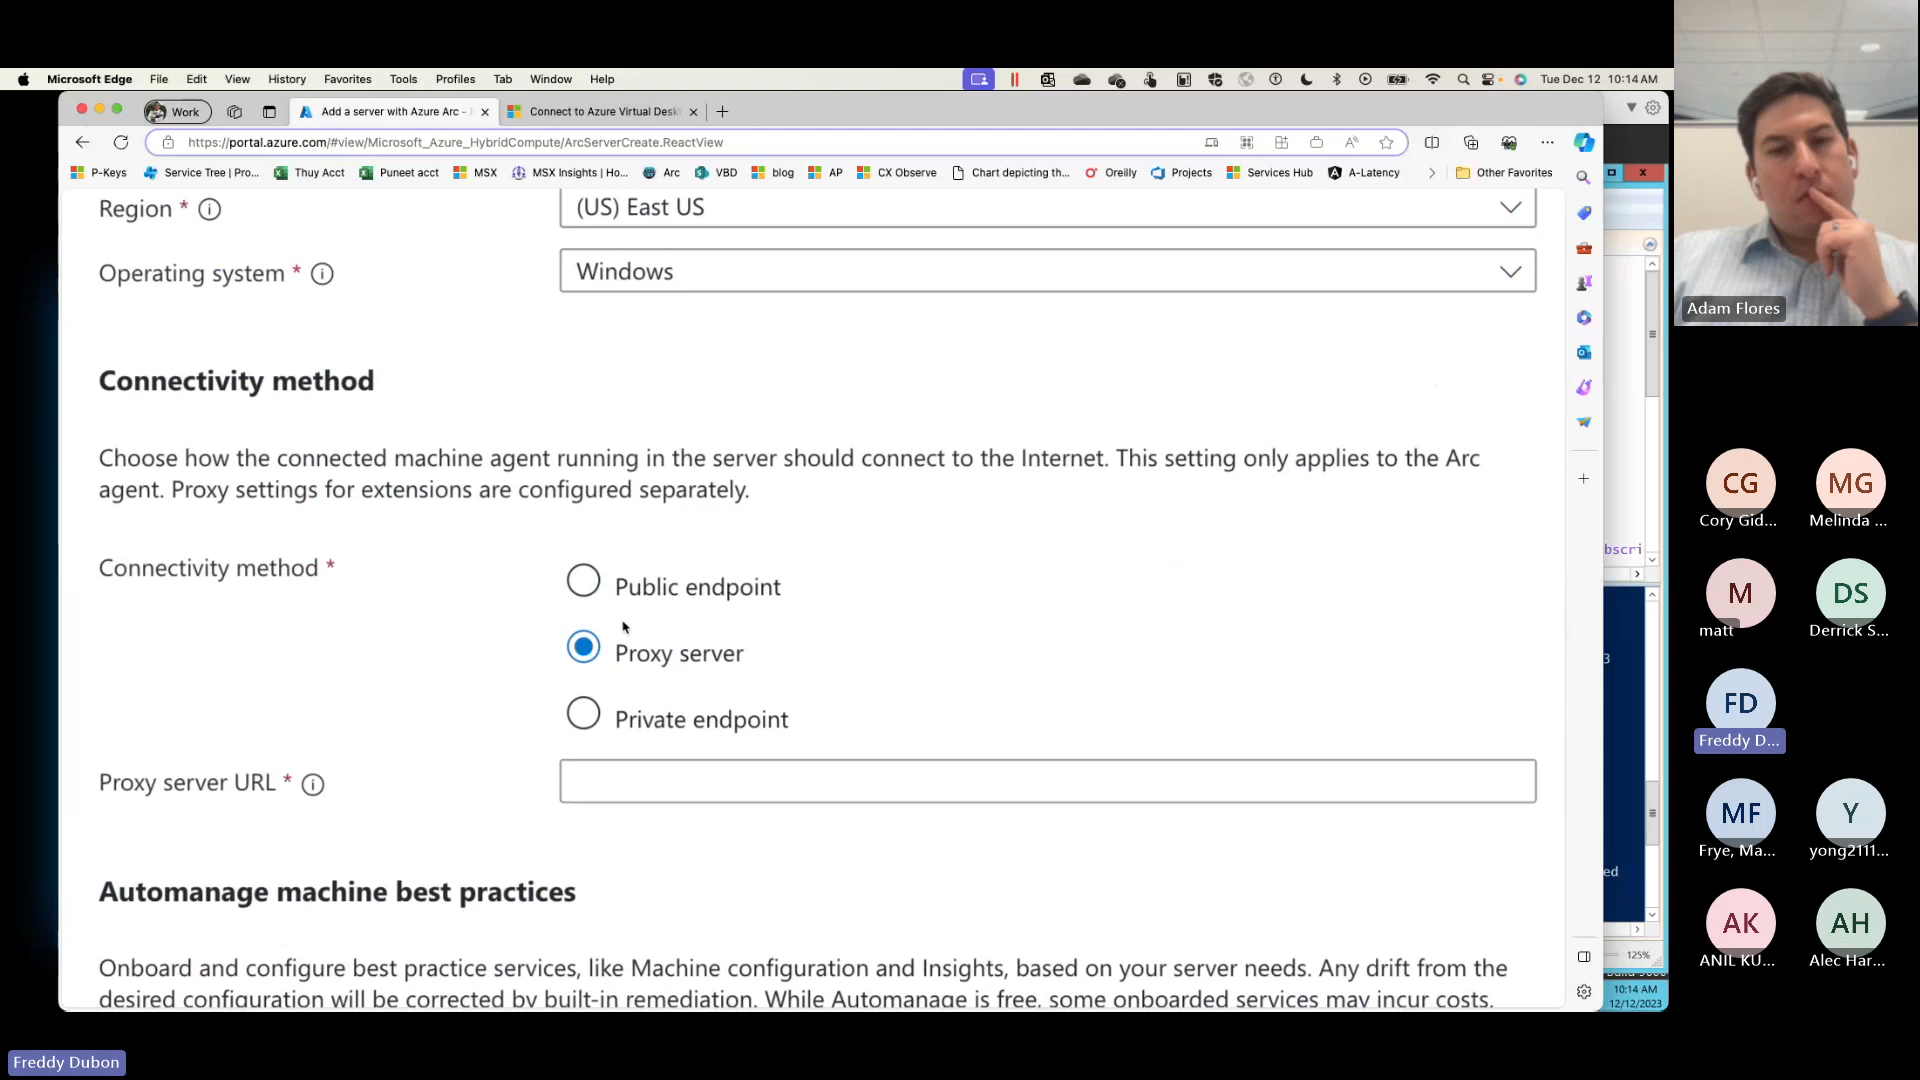 Microsoft Edge File Edit View History Favorites Tools Profiles Tab Window Help Tue Dec 12 10:14 AM
Work Add a server with Azure Arc - Connect to Azure Virtual Desk
https://portal.azure.com/#view/Microsoft_Azure_HybridCompute/ArcServerCreate.ReactView
P-Keys Service Tree | Pro... Thuy Acct Puneet acct MSX MSX Insights | Ho... Arc VBD blog AP CX Observe Chart depicting th... Oreilly Projects Services Hub A-Latency Other Favorites
Region * (US) East US
Operating system * Windows
Connectivity method
Choose how the connected machine agent running in the server should connect to the Internet. This setting only applies to the Arc
agent. Proxy settings for extensions are configured separately.
Connectivity method *
Public endpoint
Proxy server
Private endpoint
Proxy server URL *
Automanage machine best practices
Onboard and configure best practice services, like Machine configuration and Insights, based on your server needs. Any drift from the
desired configuration will be corrected by built-in remediation. While Automanage is free, some onboarded services may incur costs.
bscri
3
ed
125%
10:14 AM
12/12/2023
Adam Flores
CG MG
Cory Gid... Melinda ...
M DS
matt Derrick S...
FD
Freddy D...
MF Y
Frye, Ma... yong2111...
AK AH
ANIL KU... Alec Har...
Freddy Dubon